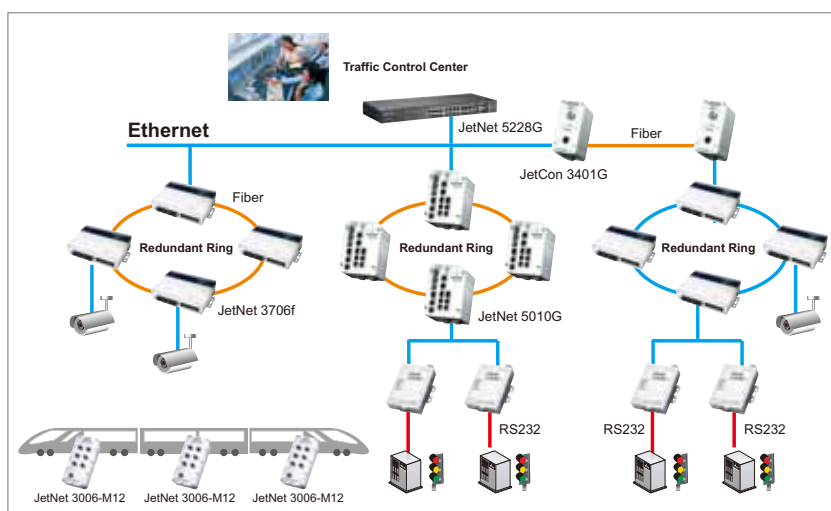 Traffic Control Center
Ethernet
JetNet 5228G
Fiber
JetCon 3401G
Fiber
Redundant Ring
Redundant Ring
Redundant Ring
JetNet 3706f
JetNet 5010G
RS232
RS232
RS232
JetNet 3006-M12
JetNet 3006-M12
JetNet 3006-M12